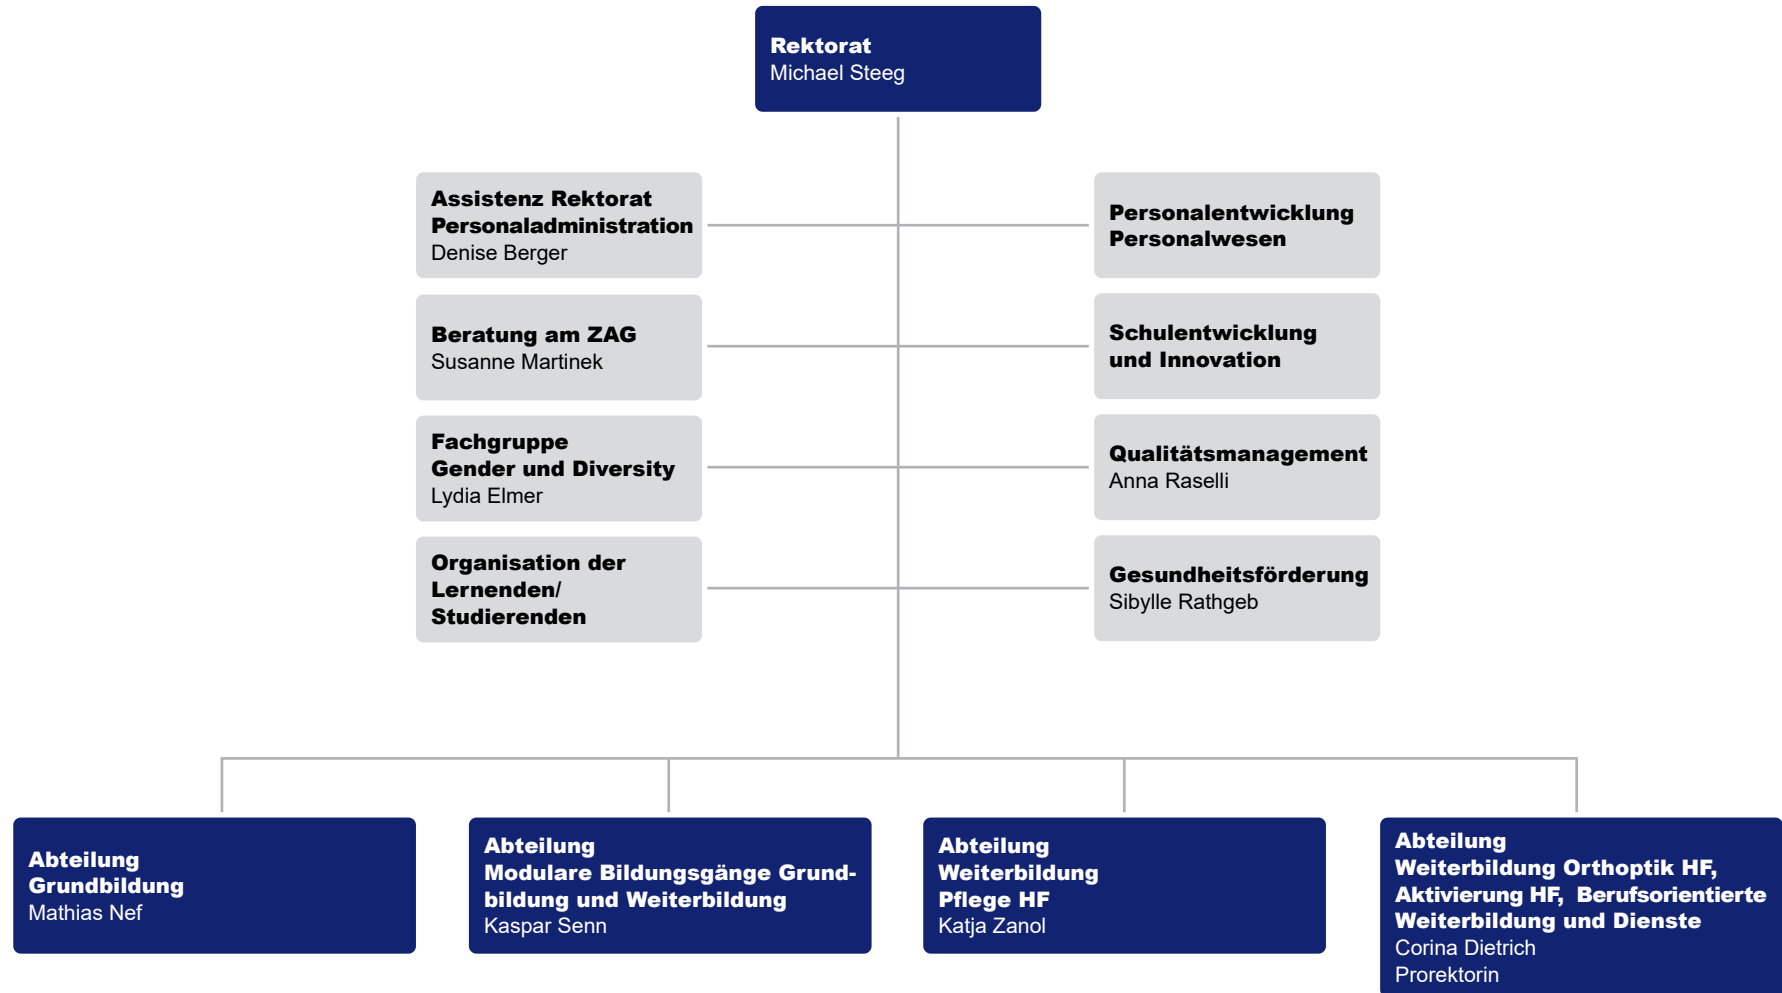 Rektorat
Michael Steeg
Assistenz Rektorat
Personaladministration
Denise Berger
Personalentwicklung
Personalwesen
Beratung am ZAG
Susanne Martinek
Schulentwicklung
und Innovation
Fachgruppe
Gender und Diversity
Lydia Elmer
Qualitätsmanagement
Anna Raselli
Organisation der
Lernenden/
Studierenden
Gesundheitsförderung
Sibylle Rathgeb
Abteilung
Grundbildung
Mathias Nef
Abteilung
Modulare Bildungsgänge Grund-
bildung und Weiterbildung
Kaspar Senn
Abteilung
Weiterbildung
Pflege HF
Katja Zanol
Abteilung
Weiterbildung Orthoptik HF,
Aktivierung HF, Berufsorientierte
Weiterbildung und Dienste
Corina Dietrich
Prorektorin